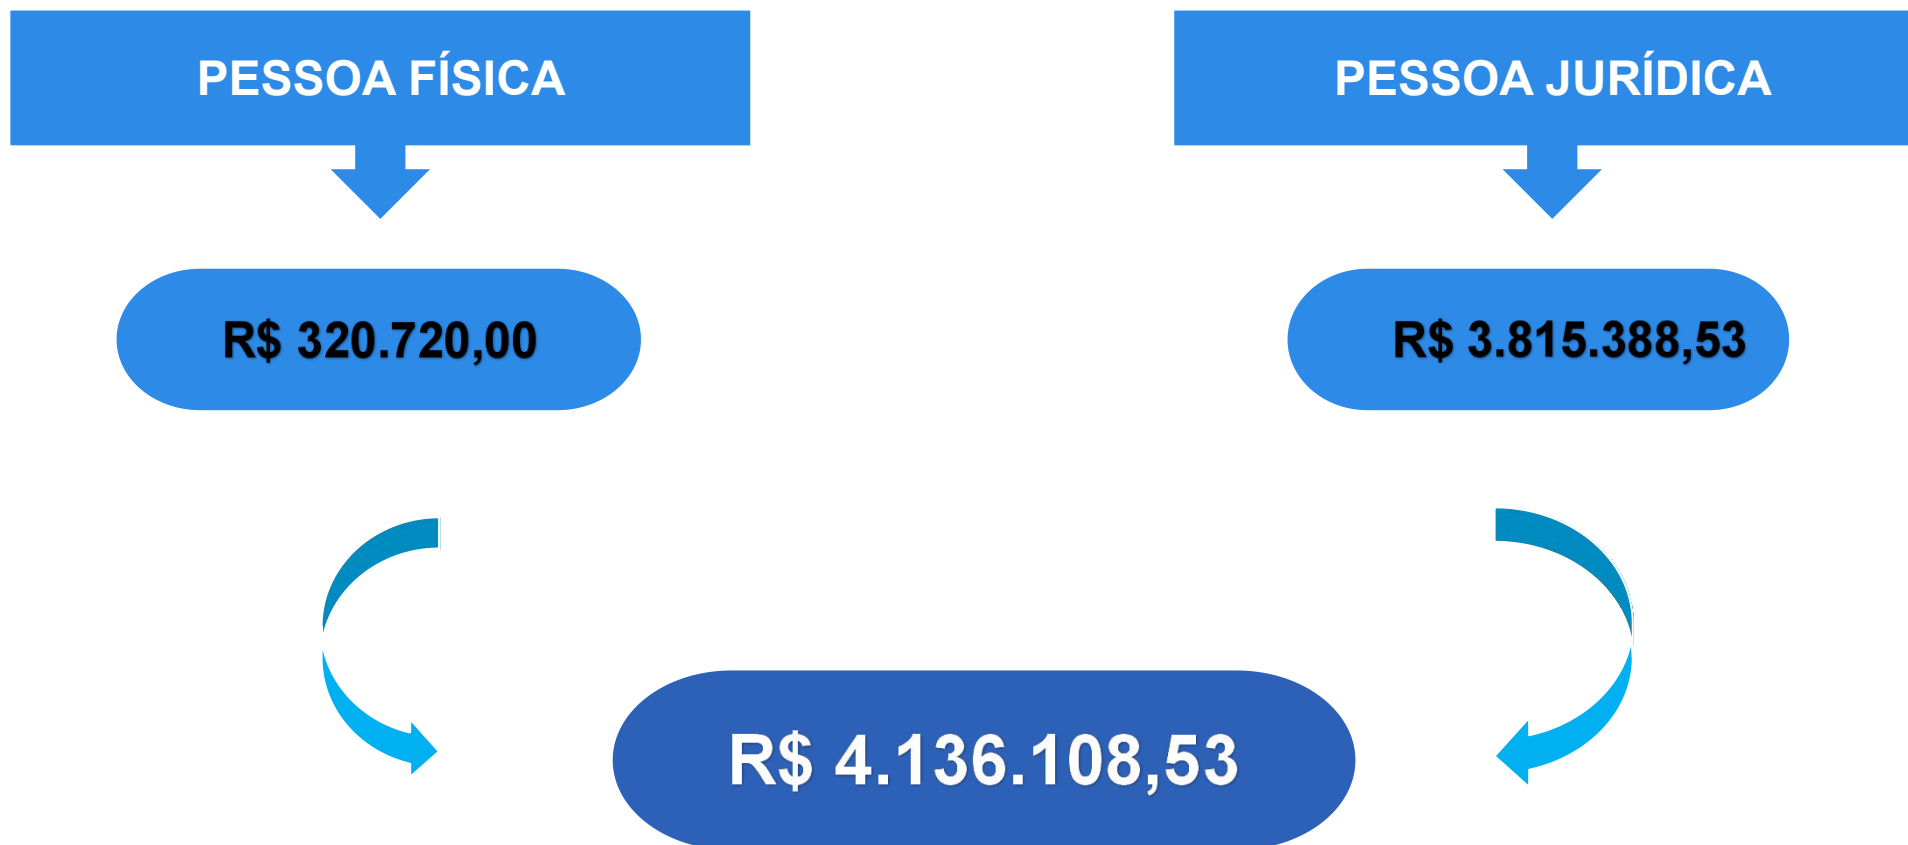 PESSOA FÍSICA
PESSOA JURÍDICA
R$ 320.720,00
R$ 3.815.388,53
R$ 4.136.108,53